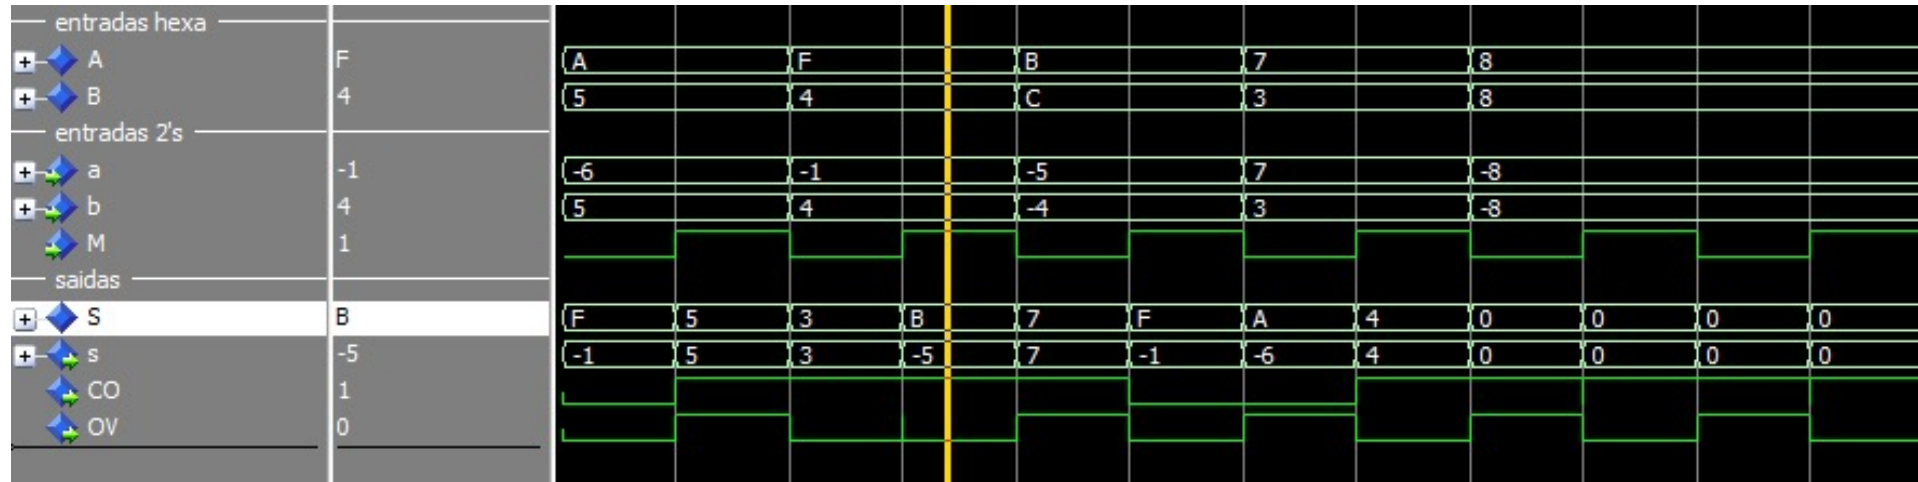 entradas hexa
A F A F B 7 8
B 4 5 4 C 3 8
entradas 2's
a -1 -6 -1 -5 7 -8
b 4 5 4 -4 3 -8
M 1
saidas
S B F 5 3 B 7 F A 4 0 0 0 0
s -5 -1 5 3 -5 7 -1 -6 4 0 0 0 0
CO 1
OV 0